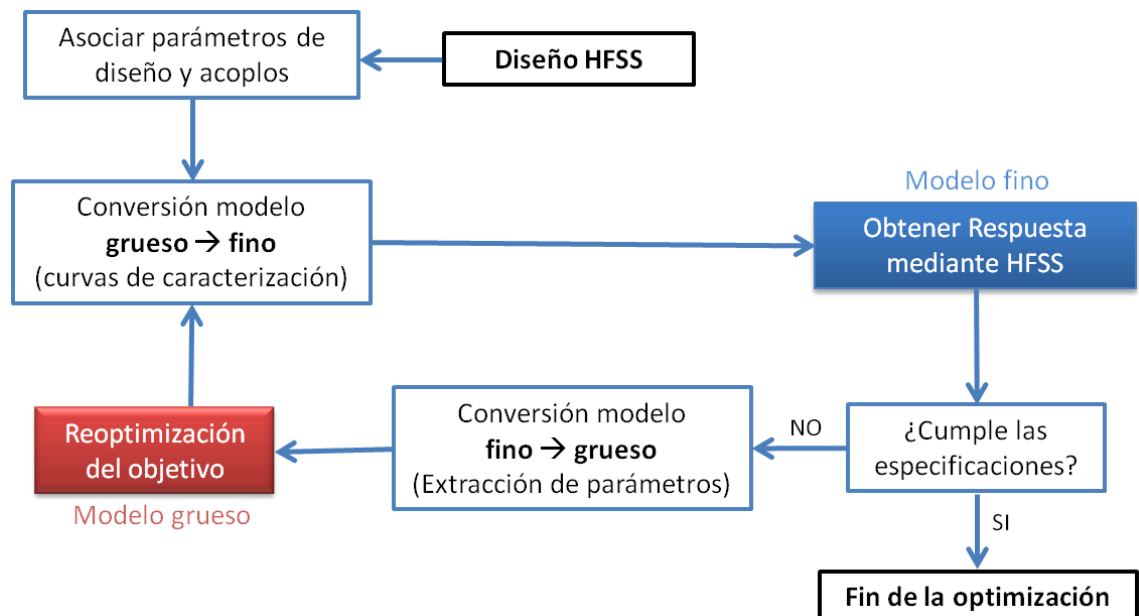 Asociar parámetros de
diseño y acoplos
Diseño HFSS
Conversión modelo
grueso → fino
(curvas de caracterización)
Modelo fino
Obtener Respuesta
mediante HFSS
¿Cumple las
especificaciones?
NO
Conversión modelo
fino → grueso
(Extracción de parámetros)
Reoptimización
del objetivo
Modelo grueso
SI
Fin de la optimización